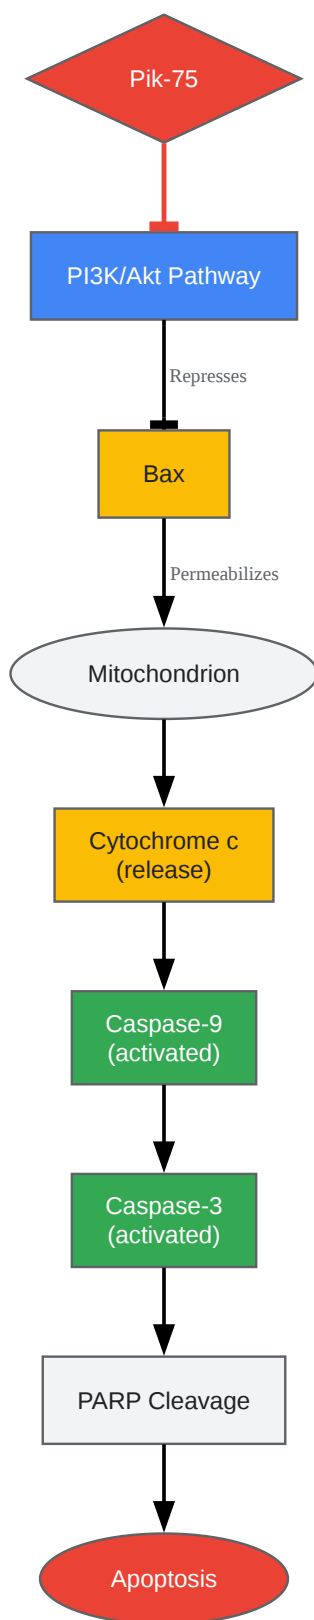 Pik-75
PI3K/Akt Pathway
Represses
Bax
Permeabilizes
Mitochondrion
Cytochrome c
(release)
Caspase-9
(activated)
Caspase-3
(activated)
PARP Cleavage
Apoptosis